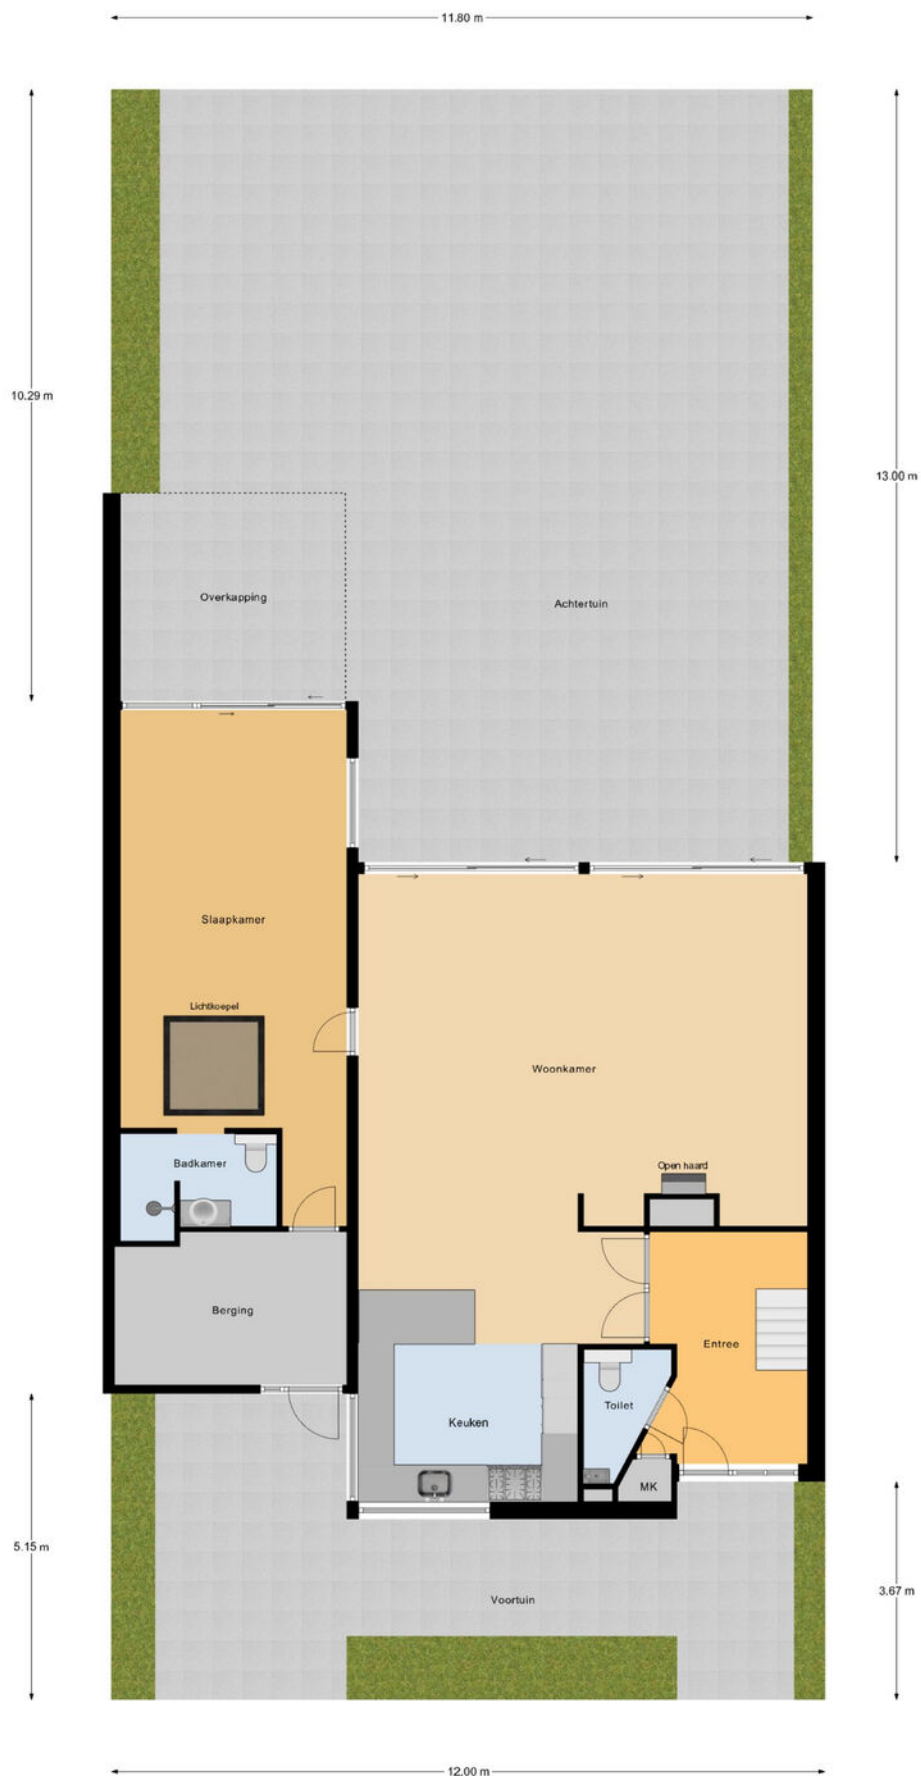 11.80 m
10.29 m
13.00 m
Overkapping
Achtertuin
Slaapkamer
Lichtkoepel
Woonkamer
Badkamer
Open haard
Berging
Entree
Toilet
Keuken
MK
5.15 m
Voortuin
3.67 m
12.00 m